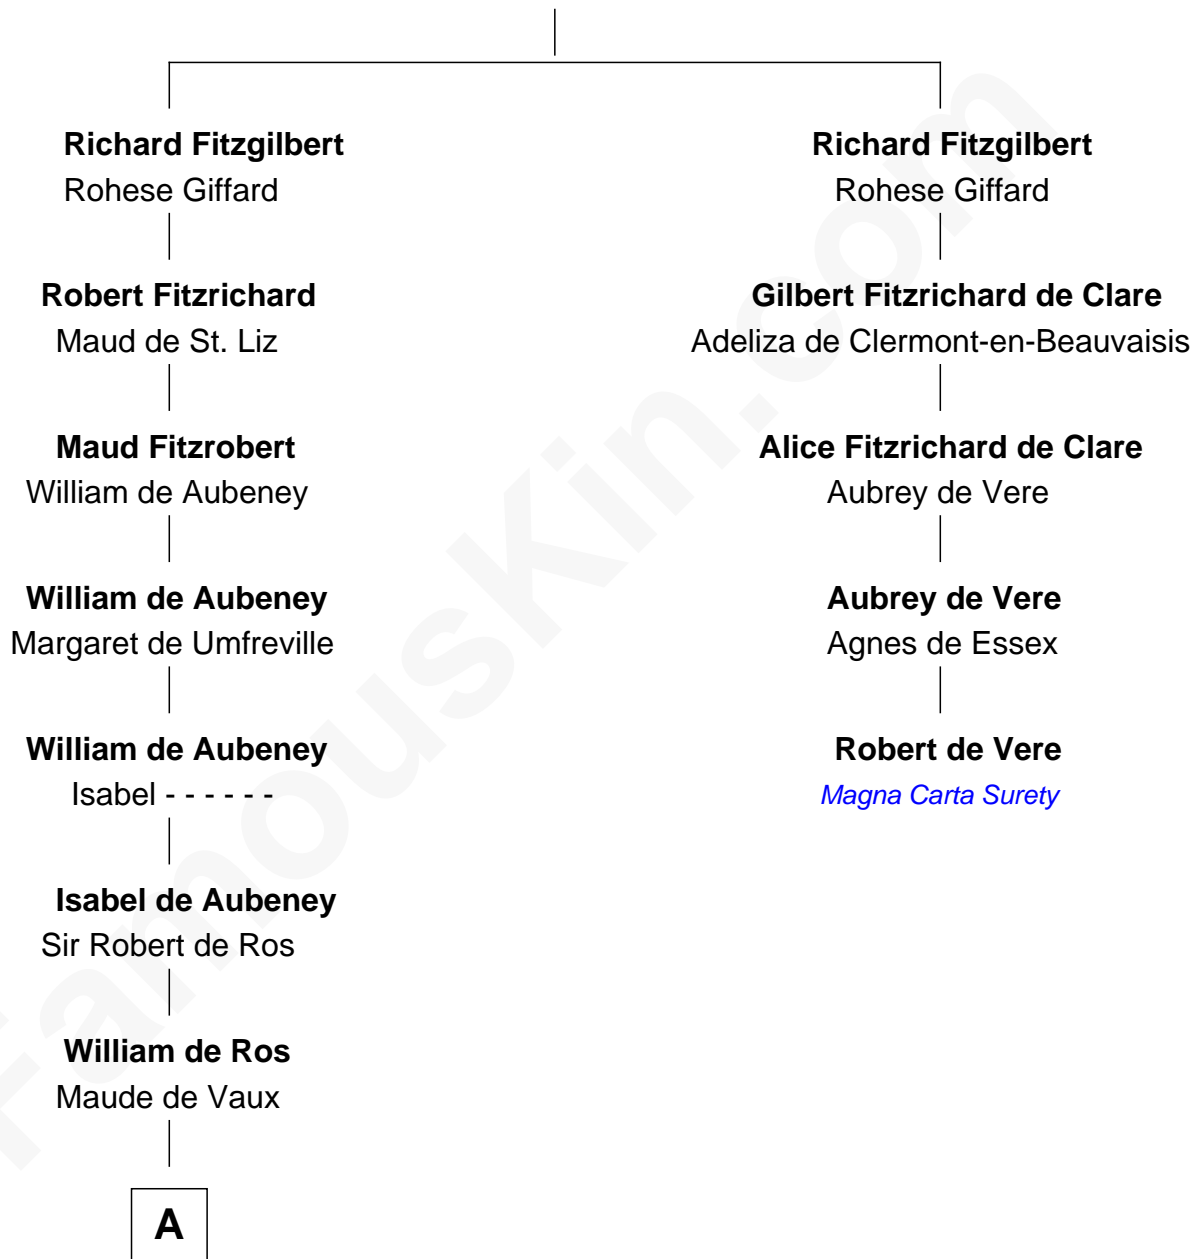 Richard Fitzgilbert
Rohese Giffard
Robert Fitzrichard
Maud de St. Liz
Maud Fitzrobert
William de Aubeney
William de Aubeney
Margaret de Umfreville
William de Aubeney
Isabel - - - - - -
Isabel de Aubeney
Sir Robert de Ros
William de Ros
Maude de Vaux
A
Richard Fitzgilbert
Rohese Giffard
Gilbert Fitzrichard de Clare
Adeliza de Clermont-en-Beauvaisis
Alice Fitzrichard de Clare
Aubrey de Vere
Aubrey de Vere
Agnes de Essex
Robert de Vere
Magna Carta Surety
FamousKin.com